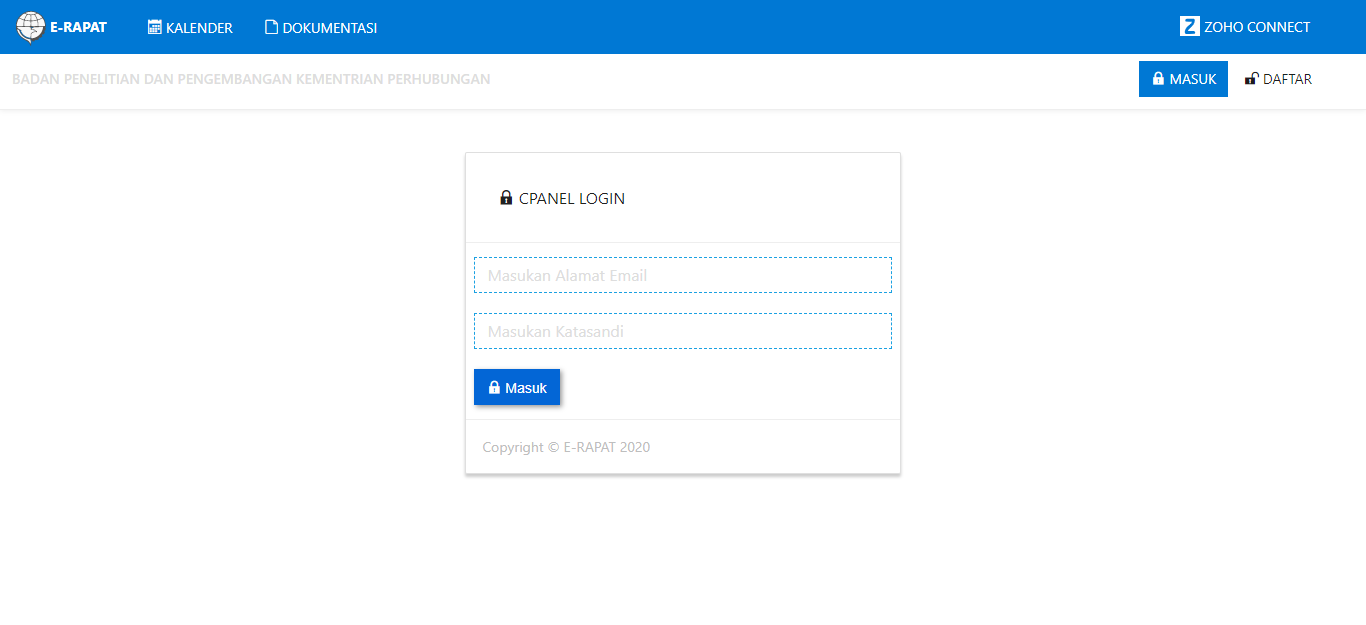 E-RAPAT KALENDER DOKUMENTASI Z ZOHO CONNECT
BADAN PENELITIAN DAN PENGEMBANGAN KEMENTRIAN PERHUBUNGAN MASUK DAFTAR
CPANEL LOGIN
Masukan Alamat Email
Masukan Katasandi
Masuk
Copyright © E-RAPAT 2020